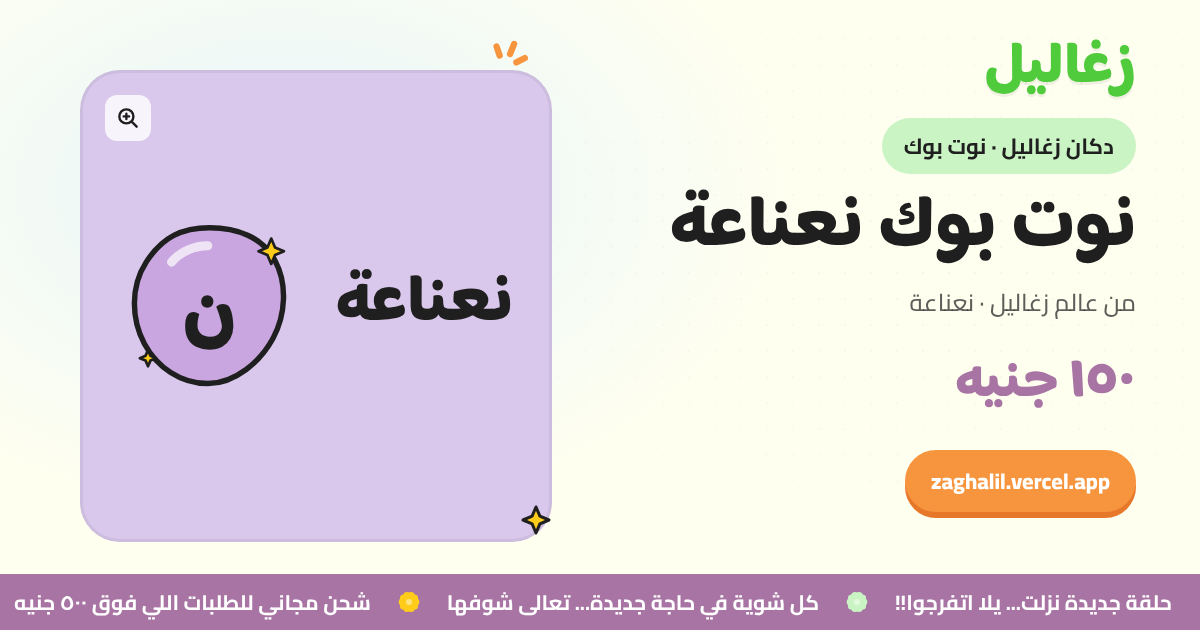 زغاليل
دكان زغاليل · نوت بوك
نوت بوك نعناعة
من عالم زغاليل · نعناعة
١٥٠ جنيه
zaghalil.vercel.app
نعناعة
ن
حلقة جديدة نزلت... يلا اتفرجوا!!
كل شوية في حاجة جديدة... تعالى شوفها
شحن مجاني للطلبات اللي فوق ٥٠٠ جنيه